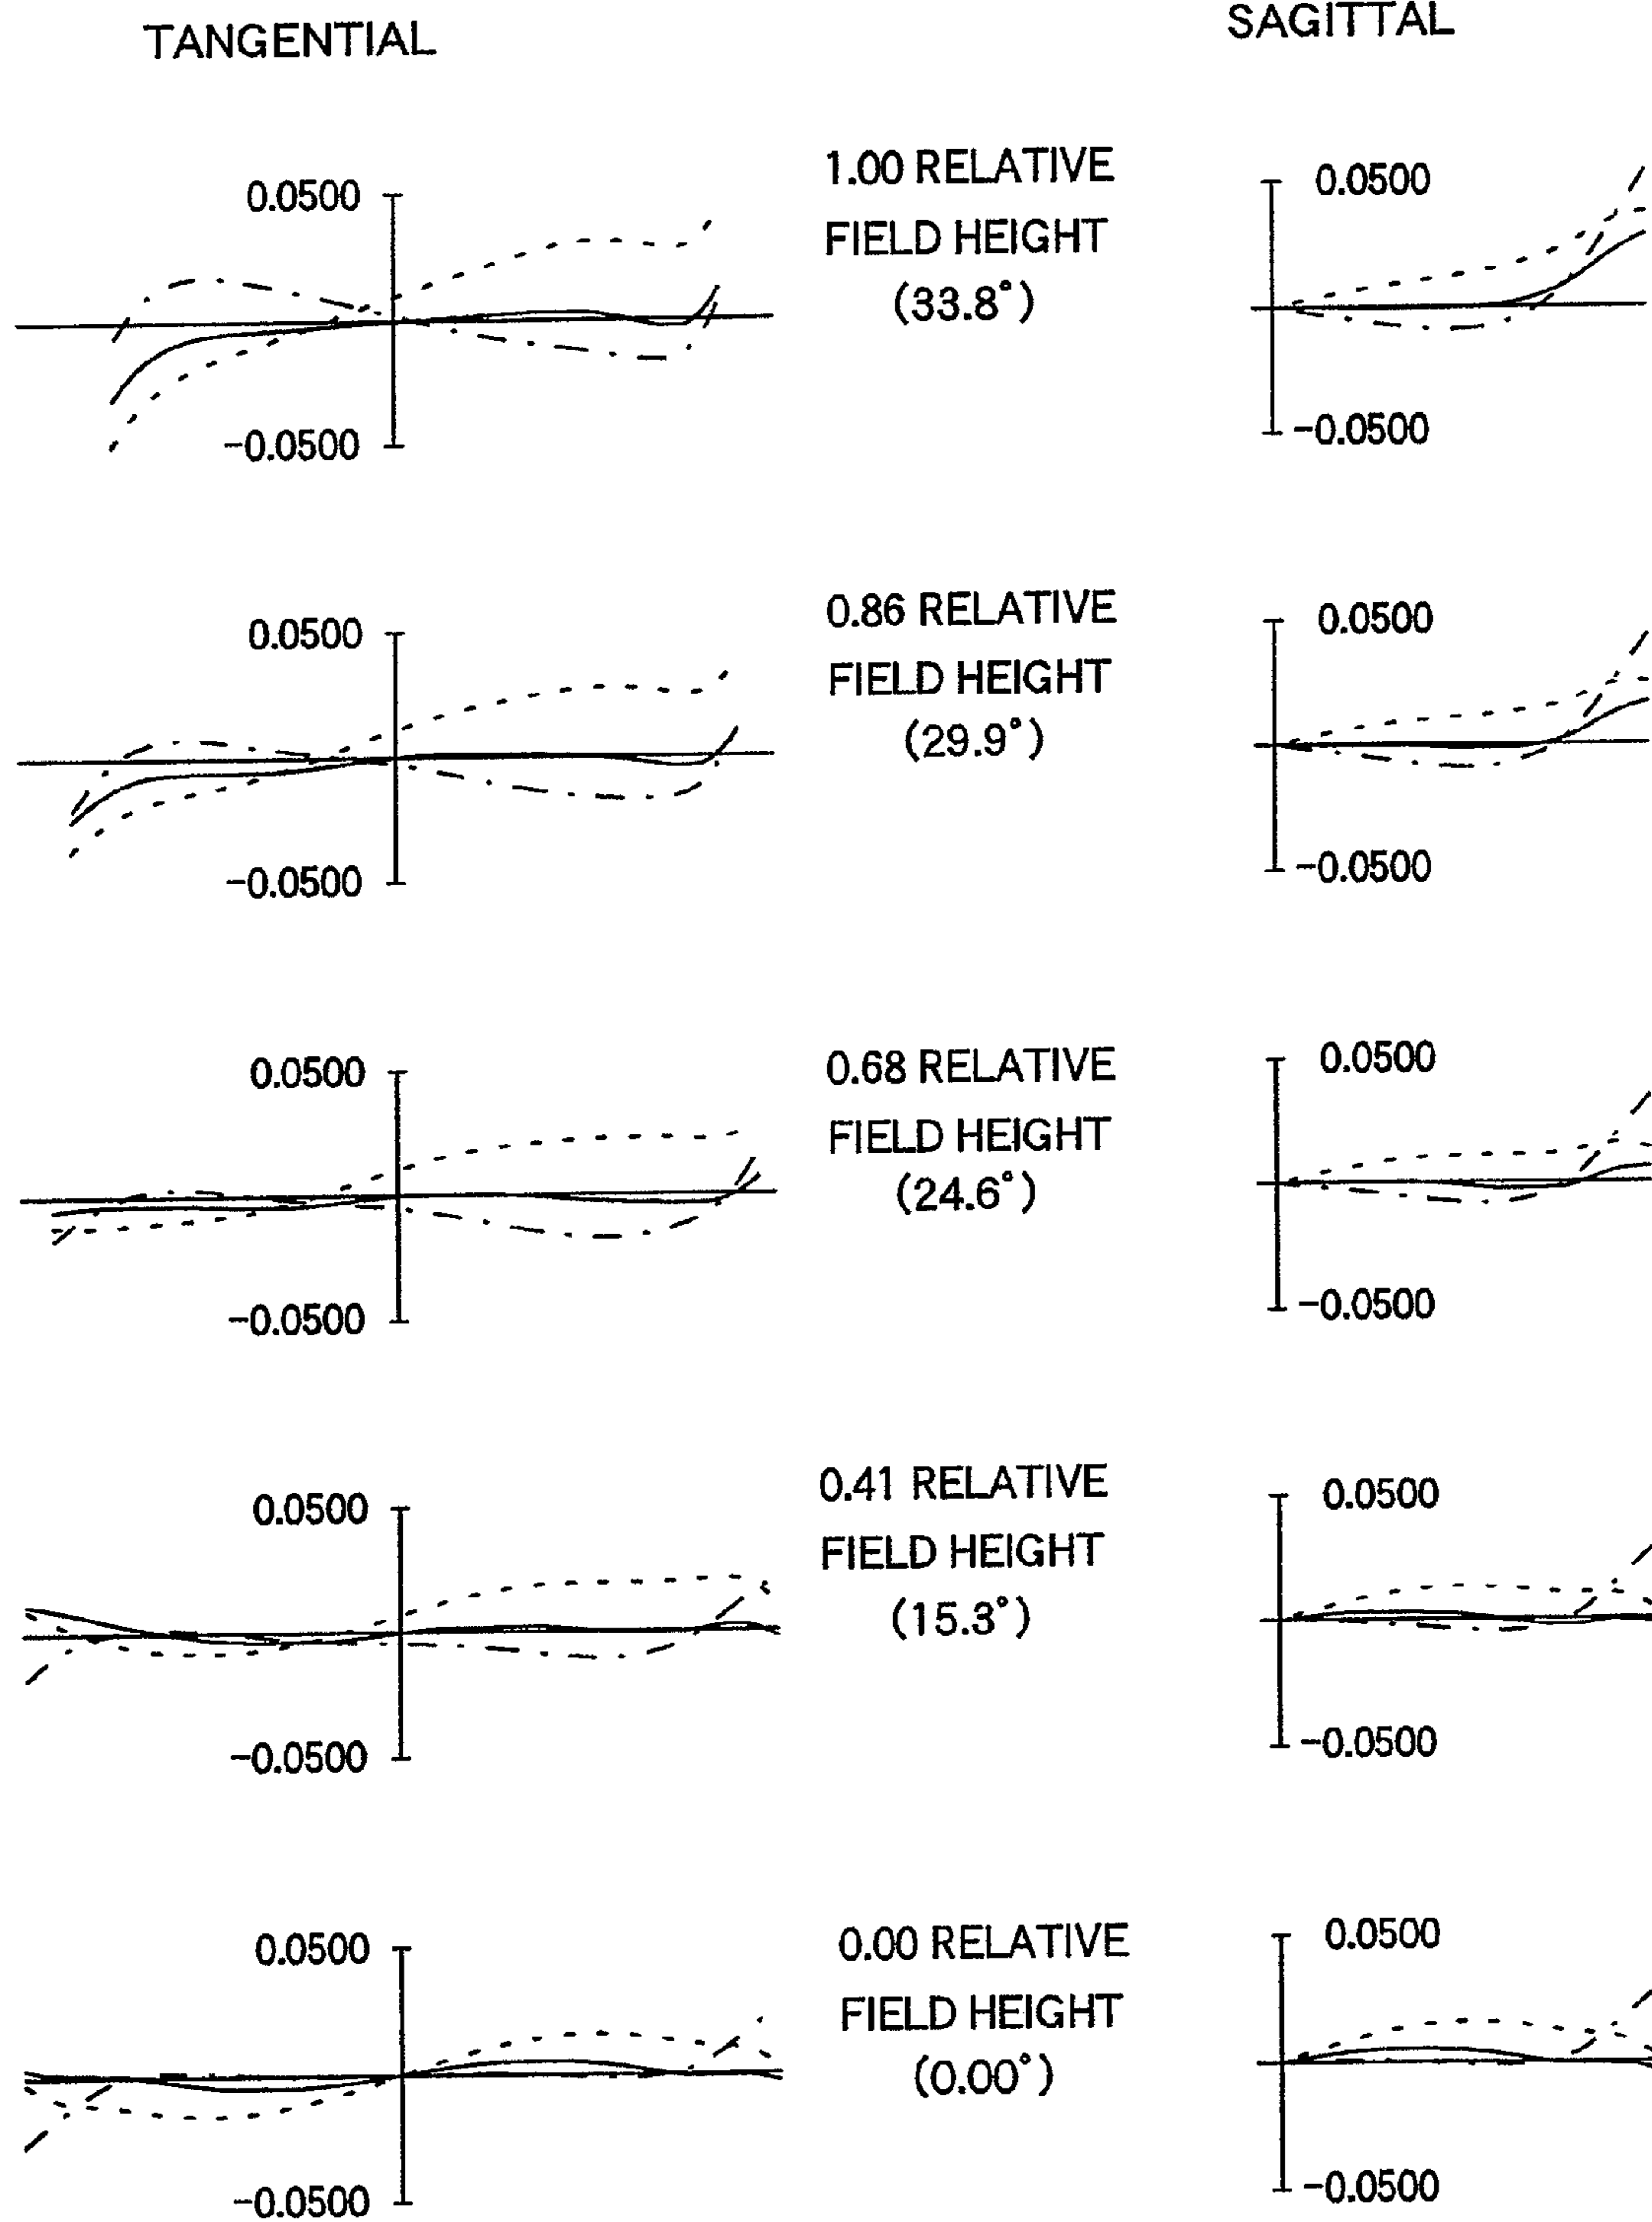 TANGENTIAL
SAGITTAL
1.00 RELATIVE
FIELD HEIGHT
(33.8°)
0.0500
-0.0500
0.0500
-0.0500
0.86 RELATIVE
FIELD HEIGHT
(29.9°)
0.0500
-0.0500
0.0500
-0.0500
0.68 RELATIVE
FIELD HEIGHT
(24.6°)
0.0500
-0.0500
0.0500
-0.0500
0.41 RELATIVE
FIELD HEIGHT
(15.3°)
0.0500
-0.0500
0.0500
-0.0500
0.00 RELATIVE
FIELD HEIGHT
(0.00°)
0.0500
-0.0500
0.0500
-0.0500